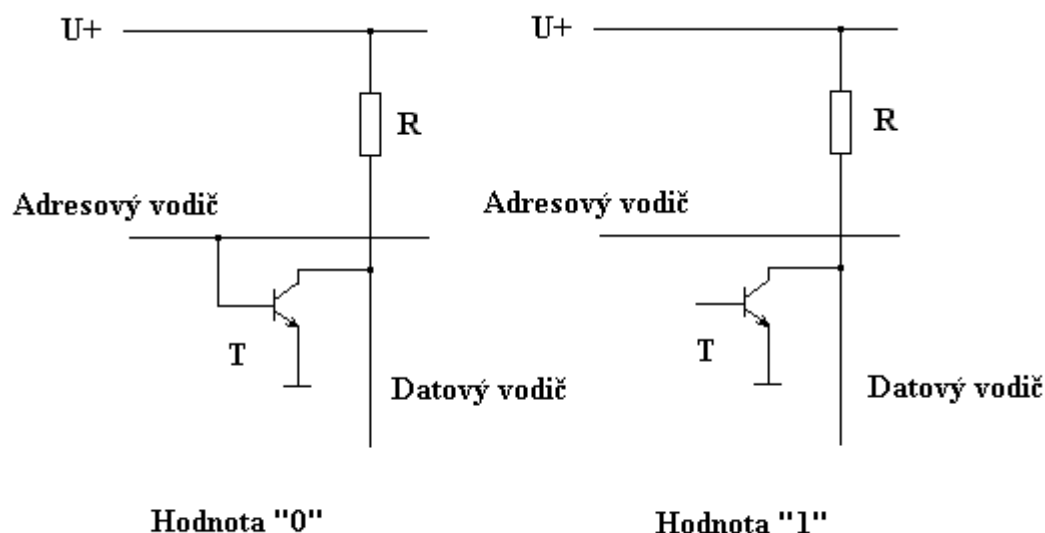 U+
R
Adresový vodič
T
Datový vodič
Hodnota "0"
U+
R
Adresový vodič
T
Datový vodič
Hodnota "1"